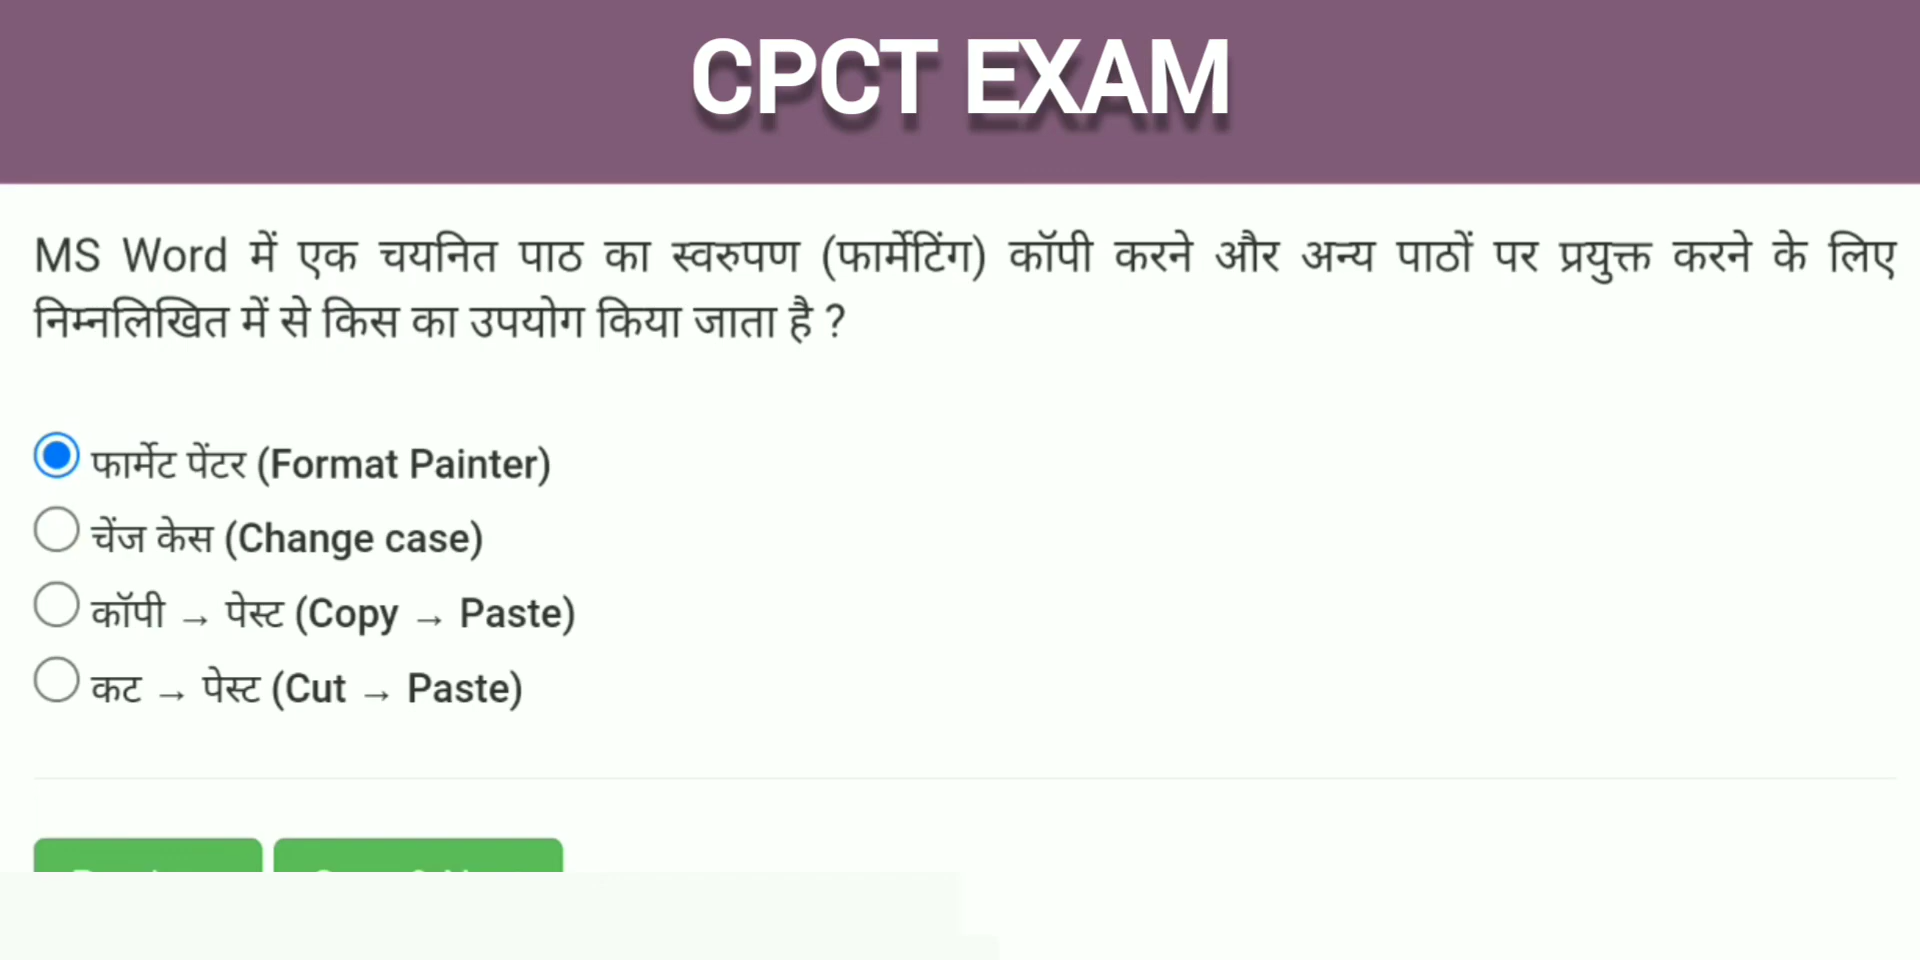 CPCT EXAM
MS Word में एक चयनित पाठ का स्वरुपण (फार्मेटिंग) कॉपी करने और अन्य पाठों पर प्रयुक्त करने के लिए
निम्नलिखित में से किस का उपयोग किया जाता है ?
फार्मेट पेंटर (Format Painter)
चेंज केस (Change case)
कॉपी → पेस्ट (Copy → Paste)
कट → पेस्ट (Cut → Paste)